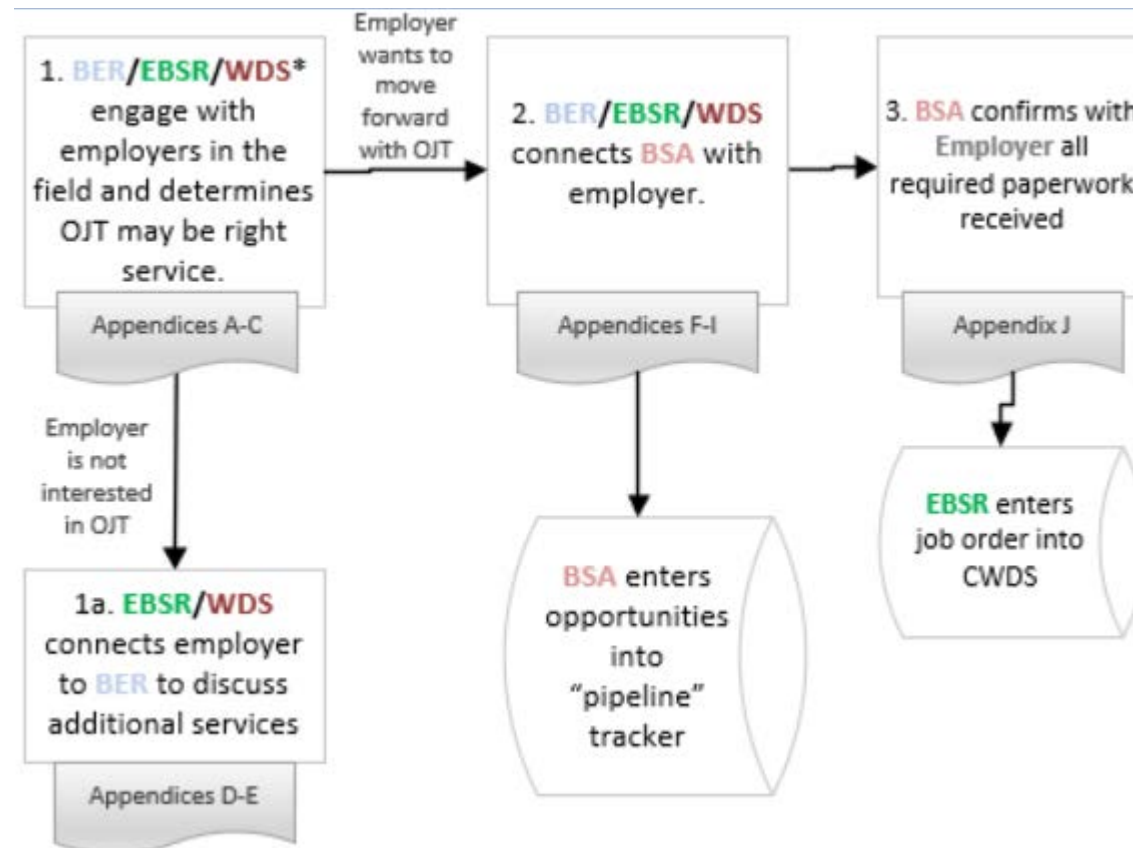 1. BER/EBSR/WDS*
engage with
employers in the
field and determines
OJT may be right
service.
Appendices A-C
Employer
wants to
move
forward
with OJT
2. BER/EBSR/WDS
connects BSA with
employer.
Appendices F-I
3. BSA confirms with
Employer all
required paperwork
received
Appendix J
Employer
is not
interested
in OJT
1a. EBSR/WDS
connects employer
to BER to discuss
additional services
Appendices D-E
BSA enters
opportunities
into
“pipeline”
tracker
EBSR enters
job order into
CWDS